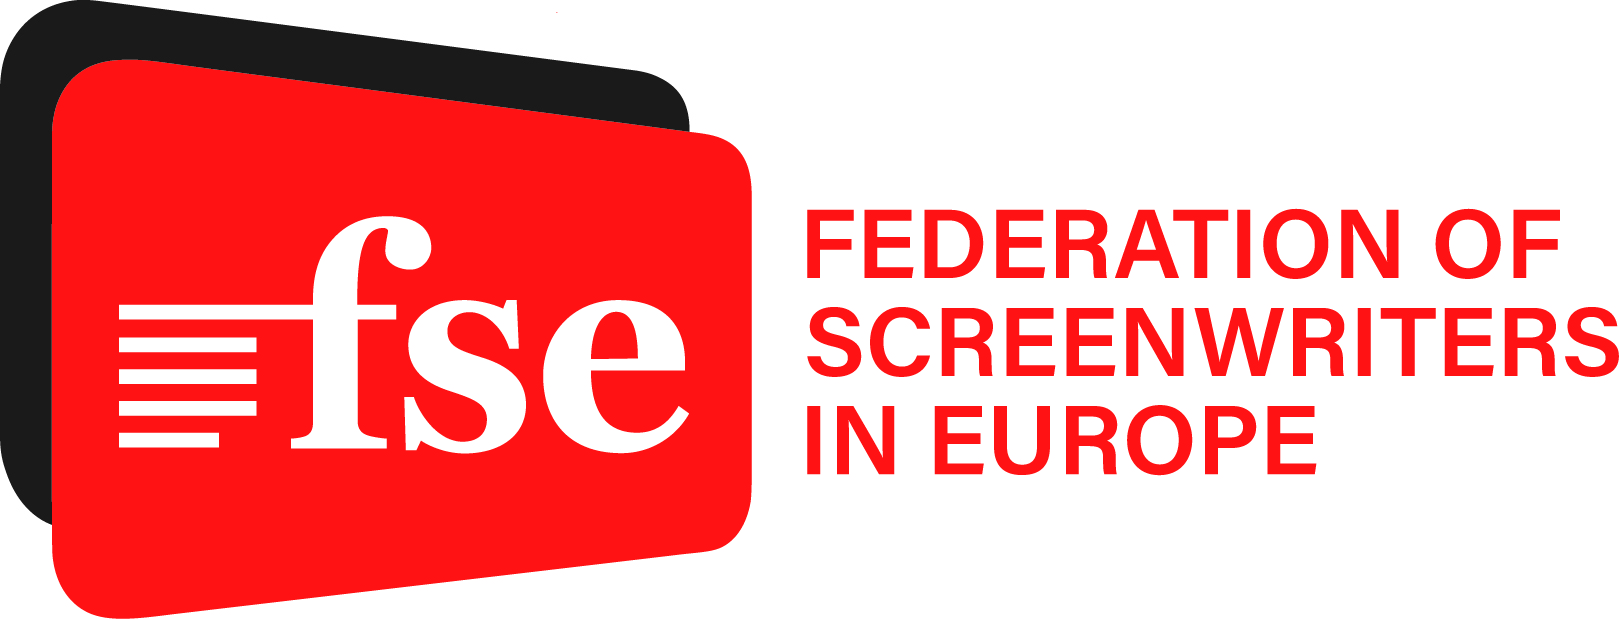 fse
FEDERATION OF
SCREENWRITERS
IN EUROPE